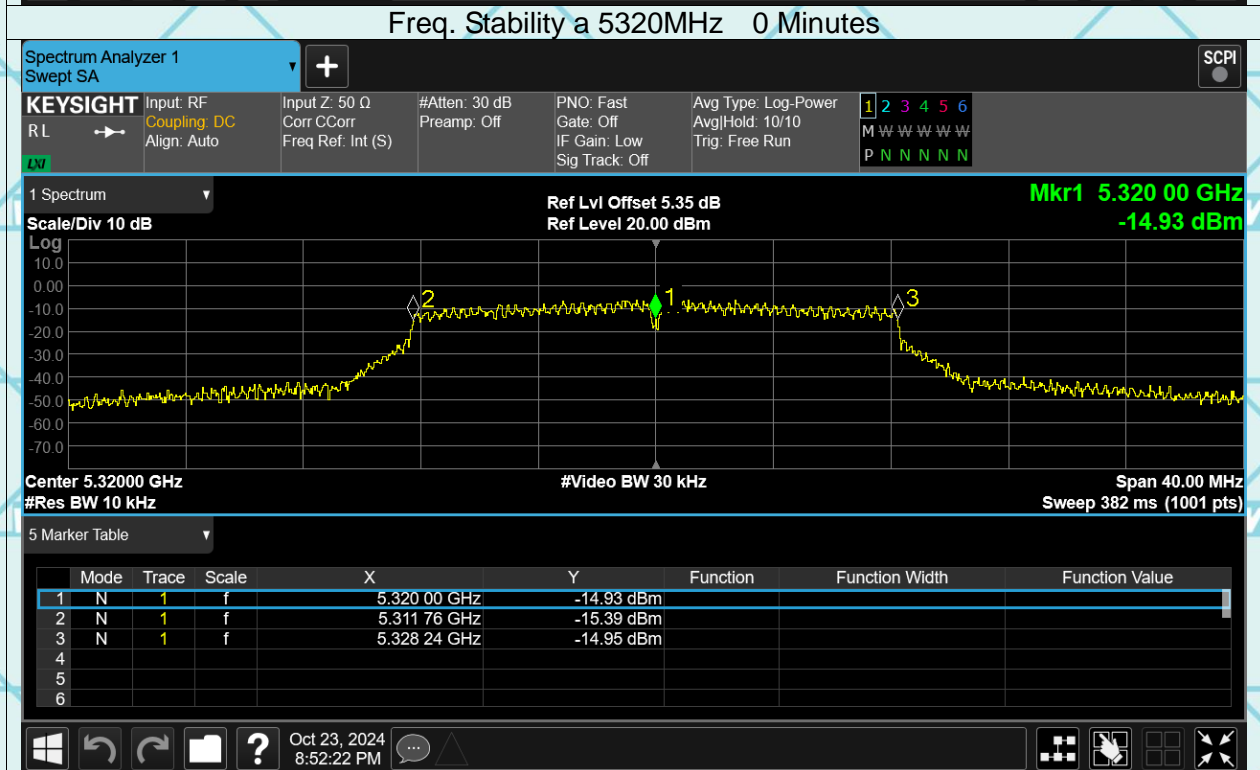 Freq. Stability a 5320MHz 0 Minutes
Spectrum Analyzer 1
Swept SA
+
SCPI
KEYSIGHT
R L
LXI
Input: RF
Coupling: DC
Align: Auto
Input Z: 50 Ω
Corr CCorr
Freq Ref: Int (S)
#Atten: 30 dB
Preamp: Off
PNO: Fast
Gate: Off
IF Gain: Low
Sig Track: Off
Avg Type: Log-Power
Avg|Hold: 10/10
Trig: Free Run
1 2 3 4 5 6
M W W W W W
P N N N N N
1 Spectrum
Scale/Div 10 dB
Ref Lvl Offset 5.35 dB
Ref Level 20.00 dBm
Mkr1 5.320 00 GHz
-14.93 dBm
Log
10.0
0.00
-10.0
-20.0
-30.0
-40.0
-50.0
-60.0
-70.0
2
1
3
Center 5.32000 GHz
#Video BW 30 kHz
Span 40.00 MHz
#Res BW 10 kHz
Sweep 382 ms (1001 pts)
5 Marker Table
Mode Trace Scale X Y Function Function Width Function Value
1 N 1 f 5.320 00 GHz -14.93 dBm
2 N 1 f 5.311 76 GHz -15.39 dBm
3 N 1 f 5.328 24 GHz -14.95 dBm
4
5
6
?
Oct 23, 2024
8:52:22 PM